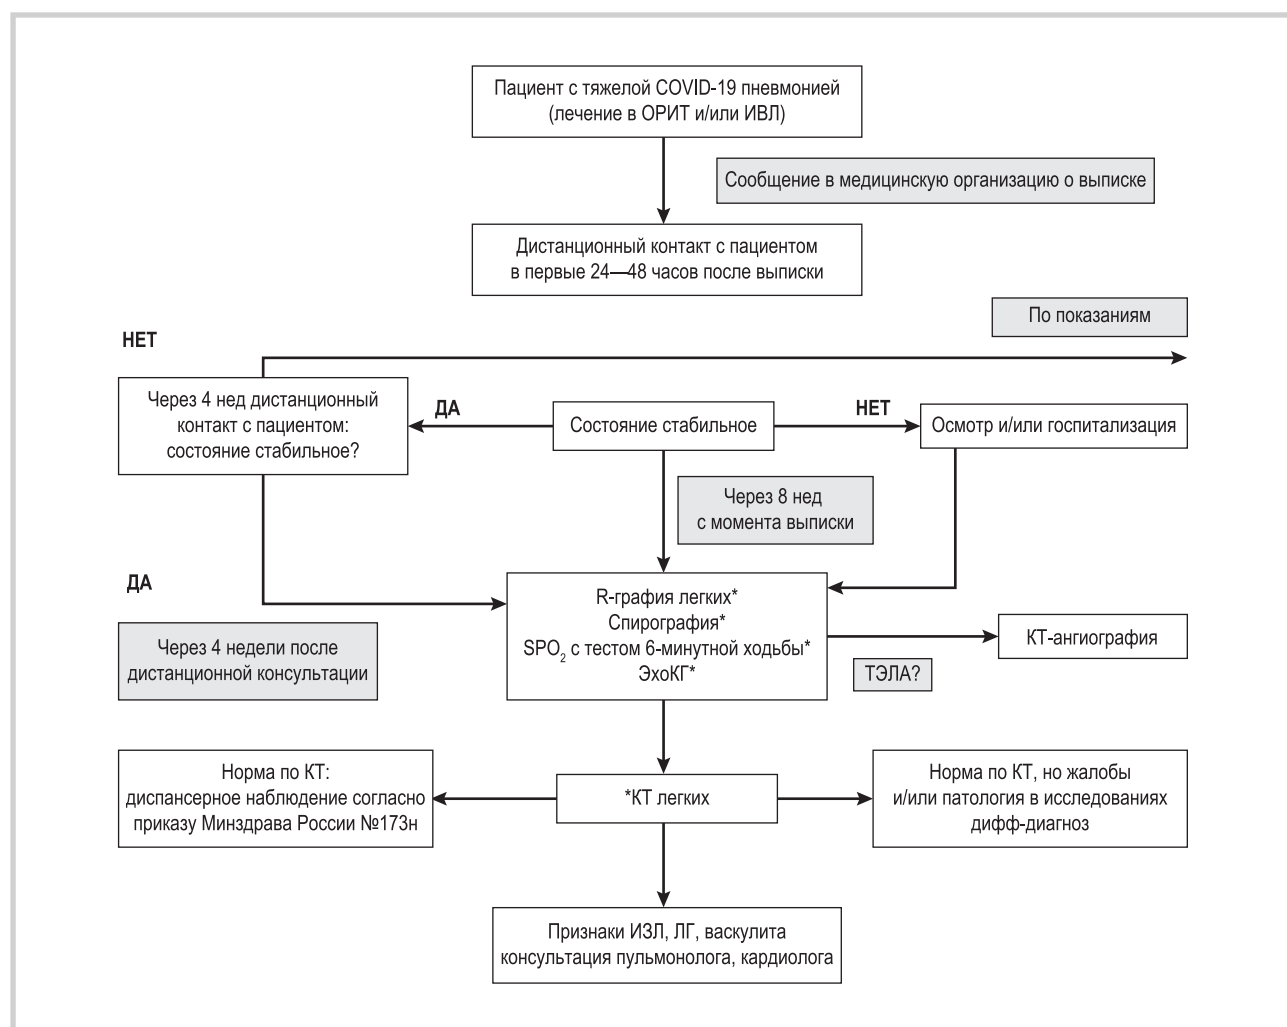 Пациент с тяжелой COVID-19 пневмонией
(лечение в ОРИТ и/или ИВЛ)
Сообщение в медицинскую организацию о выписке
Дистанционный контакт с пациентом
в первые 24—48 часов после выписки
По показаниям
НЕТ
Через 4 нед дистанционный
контакт с пациентом:
состояние стабильное?
ДА
Состояние стабильное
НЕТ
Осмотр и/или госпитализация
Через 8 нед
с момента выписки
ДА
Через 4 недели после
дистанционной консультации
R-графия легких*
Спирография*
SPO₂ с тестом 6-минутной ходьбы*
ЭхоКГ*
ТЭЛА?
КТ-ангиография
Норма по КТ:
диспансерное наблюдение согласно
приказу Минздрава России №173н
*КТ легких
Норма по КТ, но жалобы
и/или патология в исследованиях
дифф-диагноз
Признаки ИЗЛ, ЛГ, васкулита
консультация пульмонолога, кардиолога